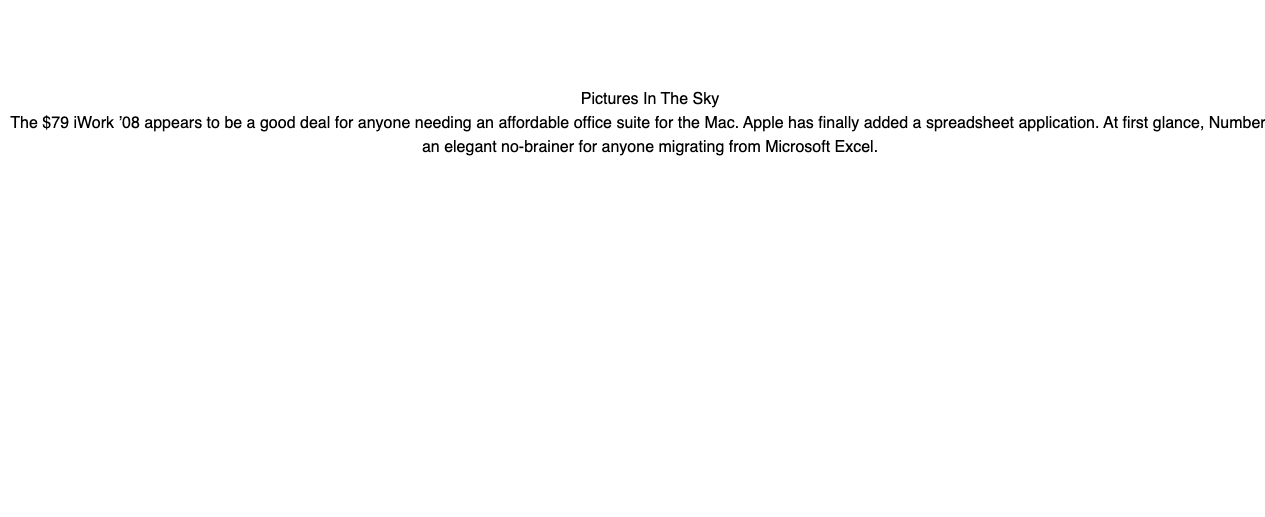 Pictures In The Sky
The $79 iWork ’08 appears to be a good deal for anyone needing an affordable office suite for the Mac. Apple has finally added a spreadsheet application. At first glance, Number
an elegant no-brainer for anyone migrating from Microsoft Excel.